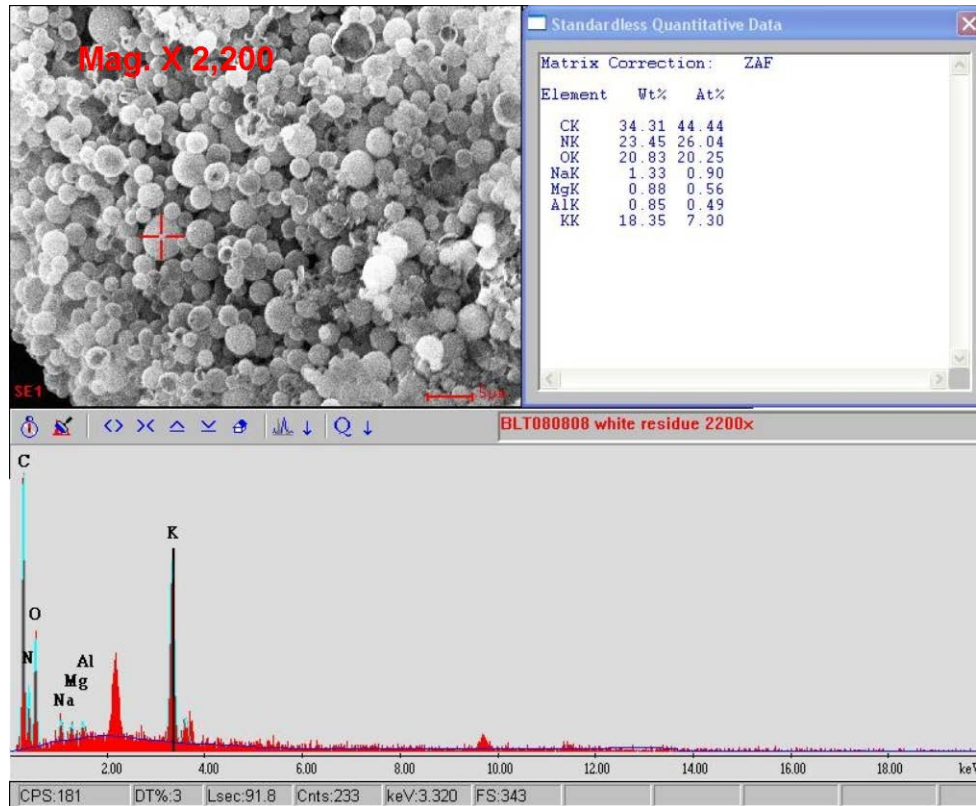 Mag. X 2,200
SE1
5µm
Standardless Quantitative Data
Matrix Correction: ZAF
Element Wt% At%
CK 34.31 44.44
NK 23.45 26.04
OK 20.83 20.25
NaK 1.33 0.90
MgK 0.88 0.56
AlK 0.85 0.49
KK 18.35 7.30
BLT080808 white residue 2200x
C
K
O
N
Al
Mg
Na
2.00 4.00 6.00 8.00 10.00 12.00 14.00 16.00 18.00 keV
CPS:181 DT%:3 Lsec:91.8 Cnts:233 keV:3.320 FS:343